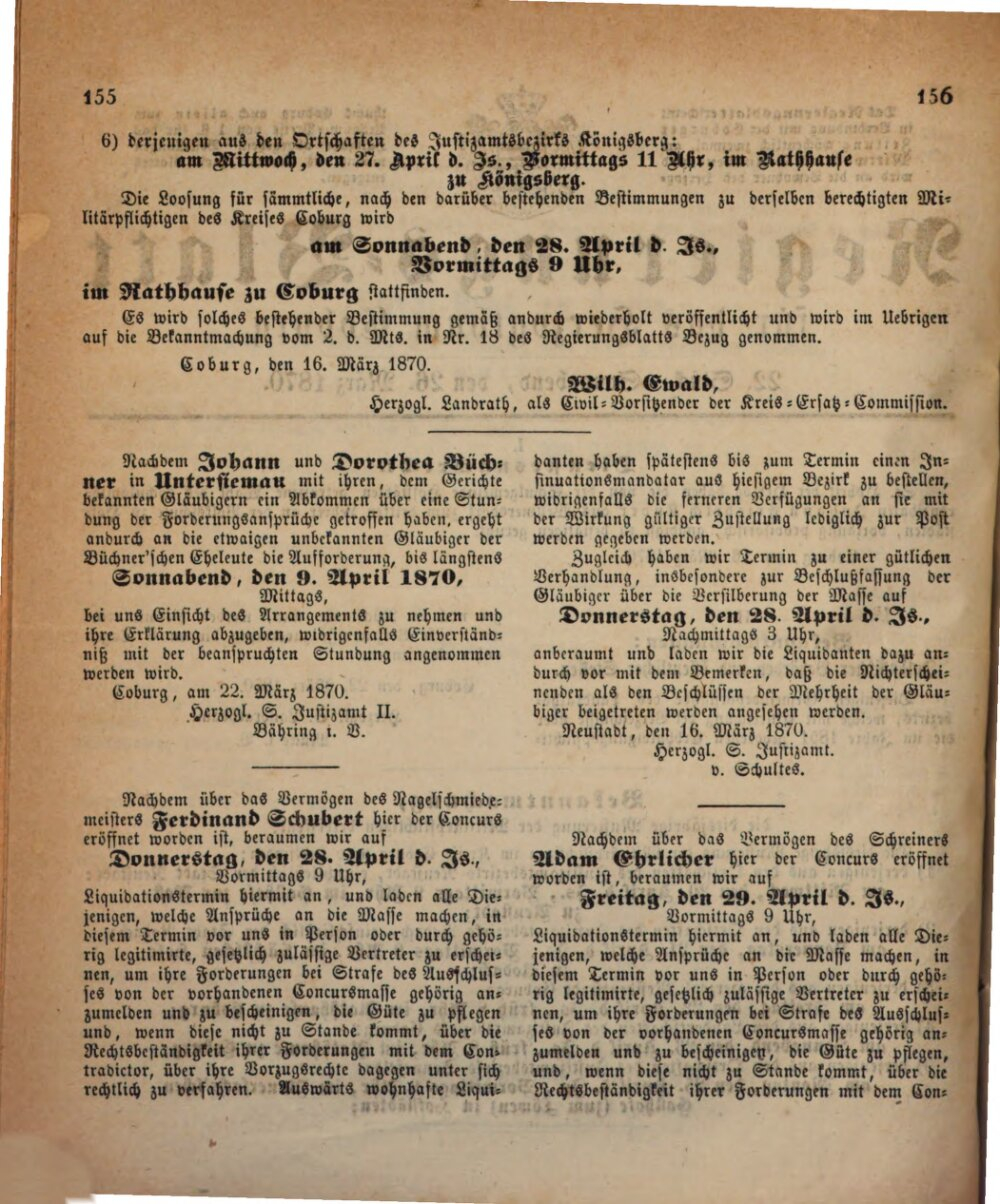 155
156
6) derjenigen aus den Ortschaften des Justizamtsbezirks Königsberg:
am Mittwoch, den 27. April d. Js., Vormittags 11 Uhr, im Rathhause
zu Königsberg.
Die Loosung für sämmtliche, nach den darüber bestehenden Bestimmungen zu derselben berechtigten Mi-
litärpflichtigen des Kreises Coburg wird
am Sonnabend, den 28. April d. Js.,
Vormittags 9 Uhr,
im Rathhause zu Coburg stattfinden.
Es wird solches bestehender Bestimmung gemäß andurch wiederholt veröffentlicht und wird im Uebrigen
auf die Bekanntmachung vom 2. d. Mts. in Nr. 18 des Regierungsblatts Bezug genommen.
Coburg, den 16. März 1870.
Wilh. Ewald,
Herzogl. Landrath, als Civil-Vorsitzender der Kreis-Ersatz-Commission.
Nachdem Johann und Dorothea Büch-
ner in Untersiemau mit ihren, dem Gerichte
bekannten Gläubigern ein Abkommen über eine Stun-
dung der Forderungsansprüche getroffen haben, ergeht
andurch an die etwaigen unbekannten Gläubiger der
Büchner'schen Eheleute die Aufforderung, bis längstens
Sonnabend, den 9. April 1870,
Mittags,
bei uns Einsicht des Arrangements zu nehmen und
ihre Erklärung abzugeben, widrigenfalls Einverständ-
niß mit der beanspruchten Stundung angenommen
werden wird.
Coburg, am 22. März 1870.
Herzogl. S. Justizamt II.
Bähring i. V.
Nachdem über das Vermögen des Nagelschmiede-
meisters Ferdinand Schubert hier der Concurs
eröffnet worden ist, beraumen wir auf
Donnerstag, den 28. April d. Js.,
Vormittags 9 Uhr,
Liquidationstermin hiermit an, und laden alle Die-
jenigen, welche Ansprüche an die Masse machen, in
diesem Termin vor uns in Person oder durch gehö-
rig legitimirte, gesetzlich zulässige Vertreter zu erschei-
nen, um ihre Forderungen bei Strafe des Ausschlus-
ses von der vorhandenen Concursmasse gehörig an-
zumelden und zu bescheinigen, die Güte zu pflegen
und, wenn diese nicht zu Stande kommt, über die
Rechtsbeständigkeit ihrer Forderungen mit dem Con-
tradictor, über ihre Vorzugsrechte dagegen unter sich
rechtlich zu verfahren. Auswärts wohnhafte Liqui-
danten haben spätestens bis zum Termin einen In-
sinuationsmandatar aus hiesigem Bezirk zu bestellen,
widrigenfalls die ferneren Verfügungen an sie mit
der Wirkung gültiger Zustellung lediglich zur Post
werden gegeben werden.
Zugleich haben wir Termin zu einer gütlichen
Verhandlung, insbesondere zur Beschlußfassung der
Gläubiger über die Versilberung der Masse auf
Donnerstag, den 28. April d. Js.,
Nachmittags 3 Uhr,
anberaumt und laden wir die Liquidanten dazu an-
durch vor mit dem Bemerken, daß die Nichterschei-
nenden als den Beschlüssen der Mehrheit der Gläu-
biger beigetreten werden angesehen werden.
Neustadt, den 16. März 1870.
Herzogl. S. Justizamt.
v. Schultes.
Nachdem über das Vermögen des Schreiners
Adam Ehrlicher hier der Concurs eröffnet
worden ist, beraumen wir auf
Freitag, den 29. April d. Js.,
Vormittags 9 Uhr,
Liquidationstermin hiermit an, und laden alle Die-
jenigen, welche Ansprüche an die Masse machen, in
diesem Termin vor uns in Person oder durch gehö-
rig legitimirte, gesetzlich zulässige Vertreter zu erschei-
nen, um ihre Forderungen bei Strafe des Ausschlus-
ses von der vorhandenen Concursmasse gehörig an-
zumelden und zu bescheinigen, die Güte zu pflegen,
und, wenn diese nicht zu Stande kommt, über die
Rechtsbeständigkeit ihrer Forderungen mit dem Con-